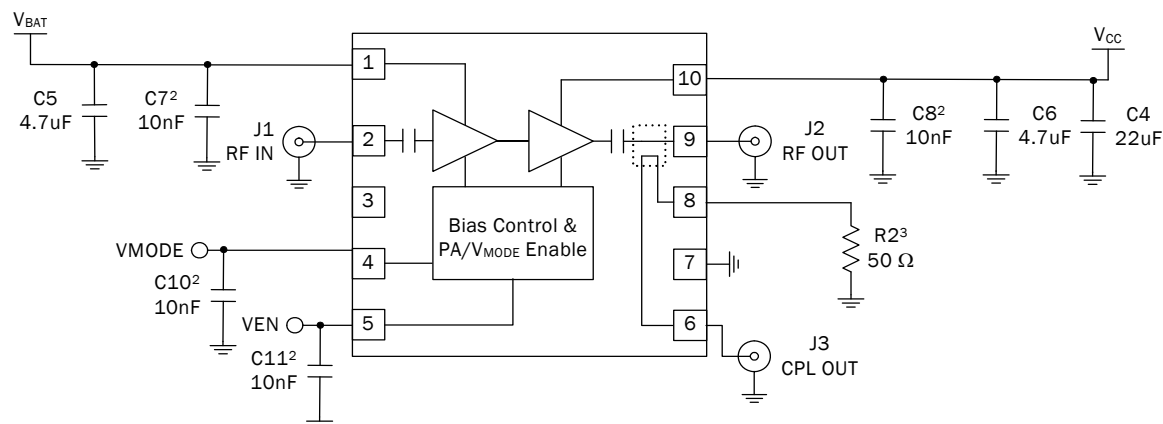 VBAT
VCC
1
10
C5
4.7uF
C7²
10nF
C8²
10nF
C6
4.7uF
C4
22uF
J1
RF IN
2
9
J2
RF OUT
3
8
Bias Control &
PA/VMODE Enable
R2³
50 Ω
VMODE
4
7
C10²
10nF
VEN
5
6
J3
CPL OUT
C11²
10nF